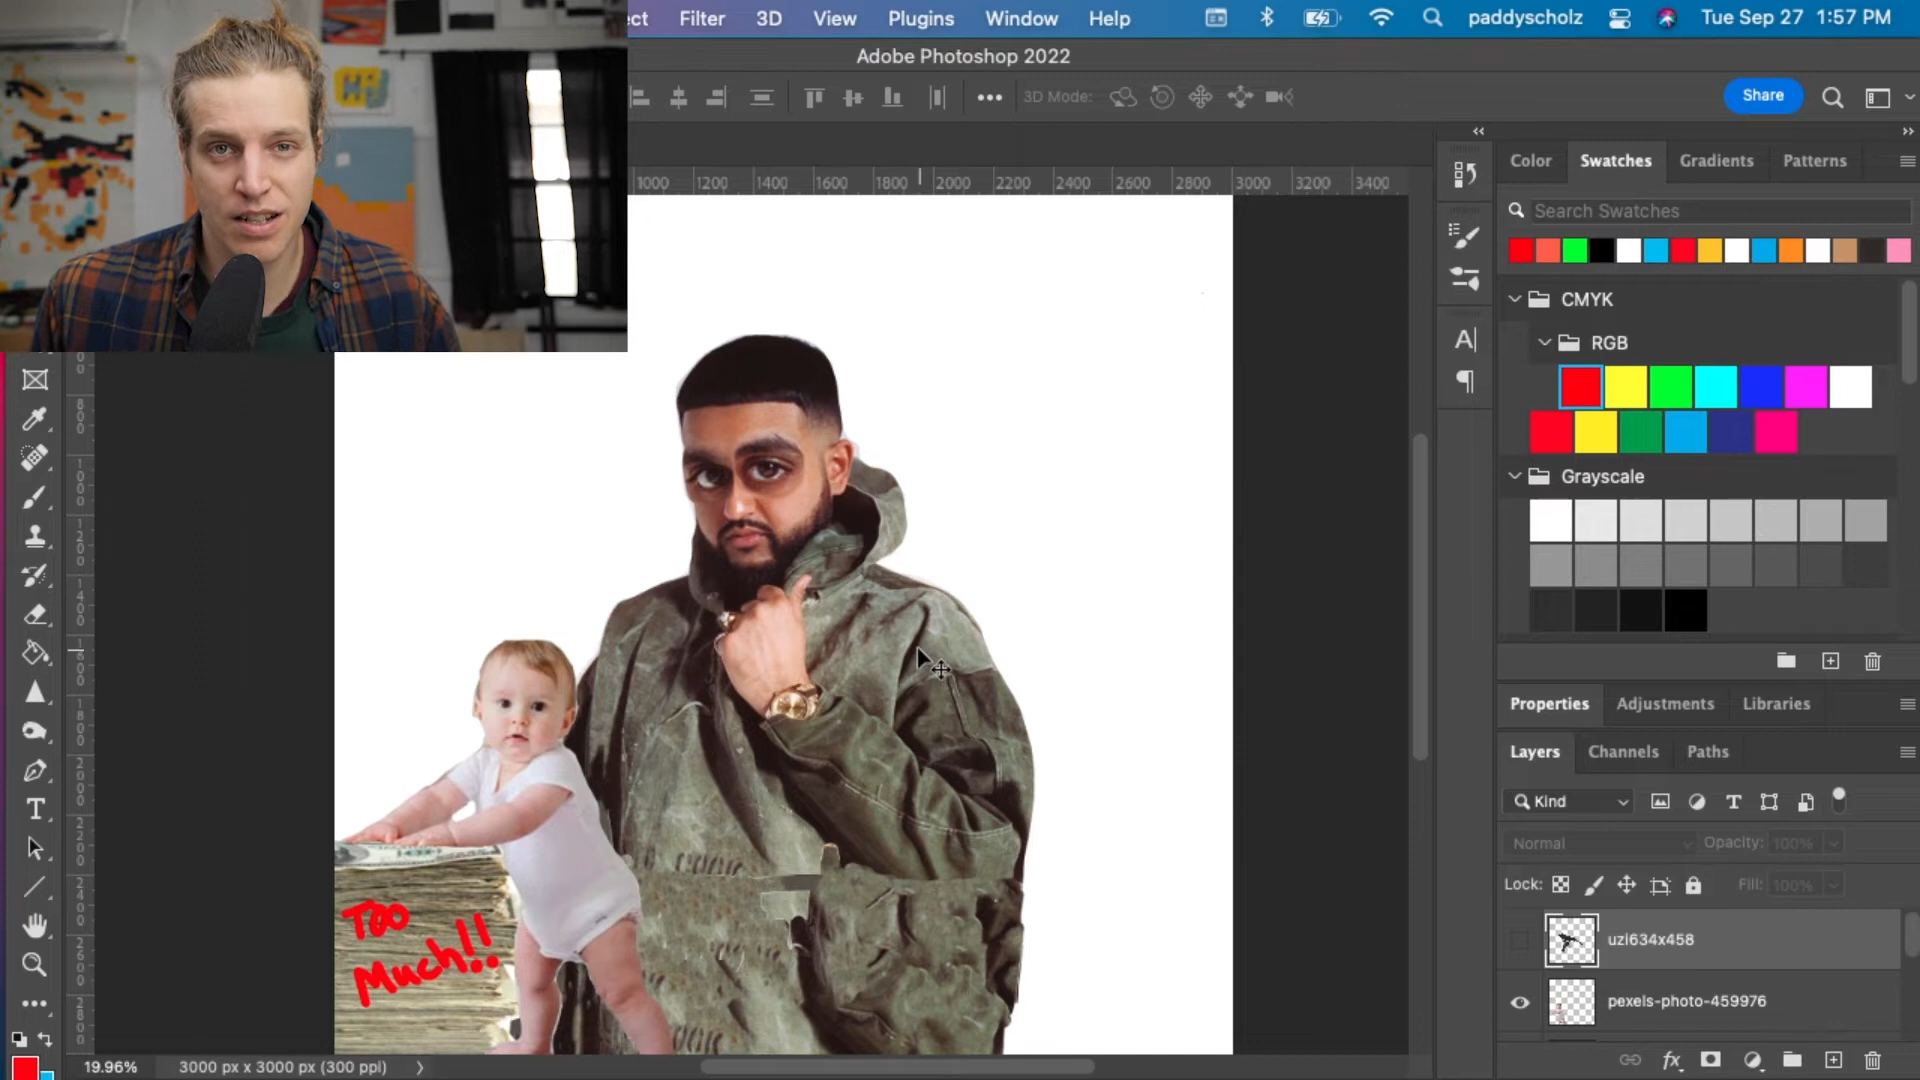 ect Filter 3D View Plugins Window Help paddyscholz Tue Sep 27 1:57 PM
Adobe Photoshop 2022
3D Mode: Share
1000 1200 1400 1600 1800 2000 2200 2400 2600 2800 3000 3200 3400
Color Swatches Gradients Patterns
Search Swatches
CMYK
RGB
Grayscale
Properties Adjustments Libraries
Layers Channels Paths
Kind
Normal Opacity: 100%
Lock: Fill: 100%
uzi634x458
pexels-photo-459976
Too
Much!!
19.96% 3000 px x 3000 px (300 ppi)